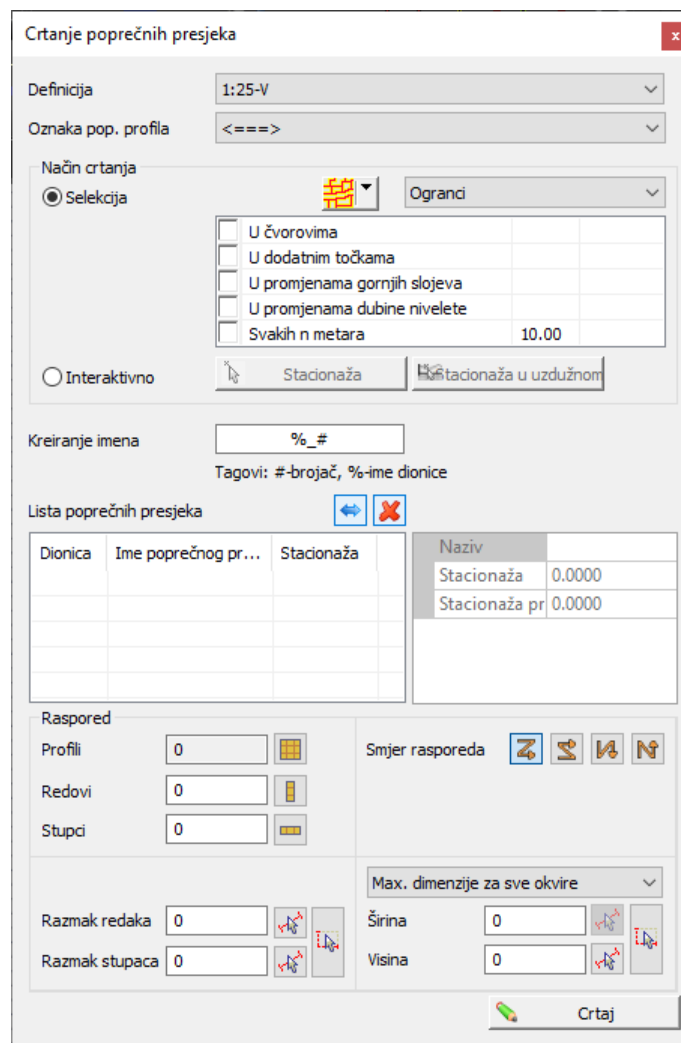 Crtanje poprečnih presjeka
x
Definicija 1:25-V
Oznaka pop. profila <===>
Način crtanja
Selekcija Ogranci
U čvorovima
U dodatnim točkama
U promjenama gornjih slojeva
U promjenama dubine nivelete
Svakih n metara 10.00
Interaktivno Stacionaža Stacionaža u uzdužnom
Kreiranje imena %_#
Tagovi: #-brojač, %-ime dionice
Lista poprečnih presjeka
Dionica Ime poprečnog pr... Stacionaža
Naziv
Stacionaža 0.0000
Stacionaža pr 0.0000
Raspored
Profili 0 Smjer rasporeda
Redovi 0
Stupci 0
Max. dimenzije za sve okvire
Razmak redaka 0 Širina 0
Razmak stupaca 0 Visina 0
Crtaj